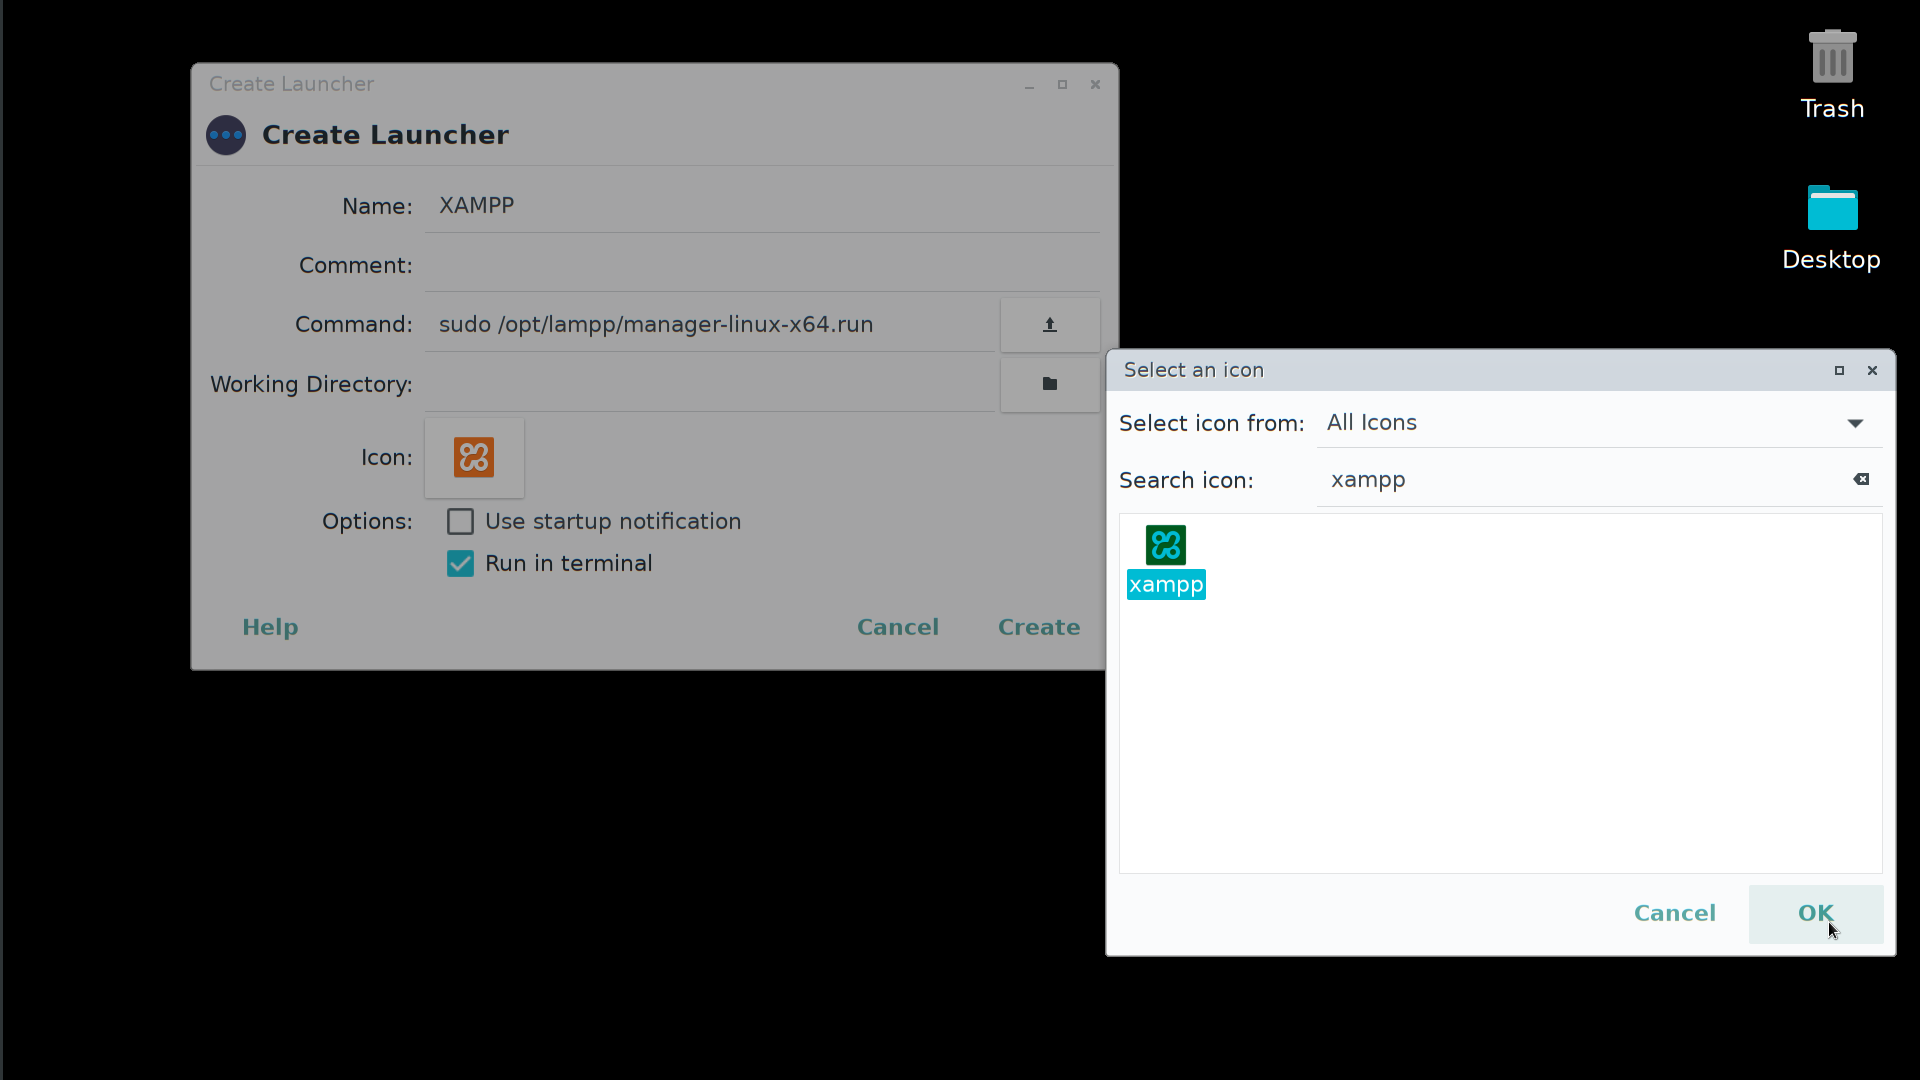 Create Launcher
Create Launcher
Name: XAMPP
Comment:
Command: sudo /opt/lampp/manager-linux-x64.run
Working Directory:
Icon:
Options: Use startup notification
Run in terminal
Help Cancel Create
Trash
Desktop
Select an icon
Select icon from: All Icons
Search icon: xampp
xampp
Cancel OK